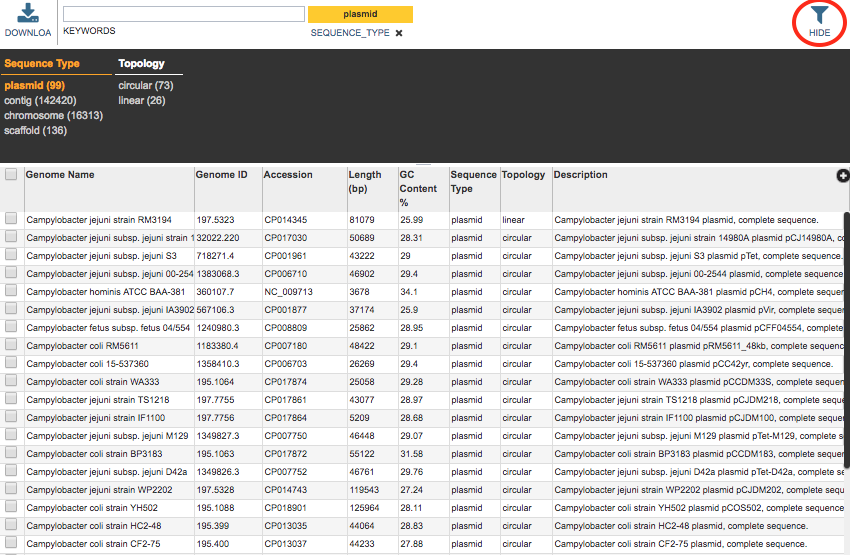 plasmid
DOWNLOA KEYWORDS SEQUENCE_TYPE ✖ HIDE
Sequence Type Topology
plasmid (99) circular (73)
contig (142420) linear (26)
chromosome (16313)
scaffold (136)
Genome Name Genome ID Accession Length (bp) GC Content % Sequence Type Topology Description
Campylobacter jejuni strain RM3194 197.5323 CP014345 81079 25.99 plasmid linear Campylobacter jejuni strain RM3194 plasmid, complete sequence.
Campylobacter jejuni subsp. jejuni strain 1 32022.220 CP017030 50689 28.31 plasmid circular Campylobacter jejuni subsp. jejuni strain 14980A plasmid pCJ14980A, co
Campylobacter jejuni subsp. jejuni S3 718271.4 CP001961 43222 29 plasmid circular Campylobacter jejuni subsp. jejuni S3 plasmid pTet, complete sequence.
Campylobacter jejuni subsp. jejuni 00-254 1383068.3 CP006710 46902 29.4 plasmid circular Campylobacter jejuni subsp. jejuni 00-2544 plasmid, complete sequence.
Campylobacter hominis ATCC BAA-381 360107.7 NC_009713 3678 34.1 plasmid circular Campylobacter hominis ATCC BAA-381 plasmid pCH4, complete sequence.
Campylobacter jejuni subsp. jejuni IA3902 567106.3 CP001877 37174 25.9 plasmid circular Campylobacter jejuni subsp. jejuni IA3902 plasmid pVir, complete sequen
Campylobacter fetus subsp. fetus 04/554 1240980.3 CP008809 25862 28.95 plasmid circular Campylobacter fetus subsp. fetus 04/554 plasmid pCFF04554, complete
Campylobacter coli RM5611 1183380.4 CP007180 48422 29.1 plasmid circular Campylobacter coli RM5611 plasmid pRM5611_48kb, complete sequenc
Campylobacter coli 15-537360 1358410.3 CP006703 26269 29.4 plasmid circular Campylobacter coli 15-537360 plasmid pCC42yr, complete sequence.
Campylobacter coli strain WA333 195.1064 CP017874 25058 29.28 plasmid circular Campylobacter coli strain WA333 plasmid pCCDM33S, complete sequen
Campylobacter jejuni strain TS1218 197.7755 CP017861 43077 28.97 plasmid circular Campylobacter jejuni strain TS1218 plasmid pCJDM218, complete sequen
Campylobacter jejuni strain IF1100 197.7756 CP017864 5209 28.68 plasmid circular Campylobacter jejuni strain IF1100 plasmid pCJDM100, complete sequen
Campylobacter jejuni subsp. jejuni M129 1349827.3 CP007750 46448 29.07 plasmid circular Campylobacter jejuni subsp. jejuni M129 plasmid pTet-M129, complete s
Campylobacter coli strain BP3183 195.1063 CP017872 55122 31.58 plasmid circular Campylobacter coli strain BP3183 plasmid pCCDM183, complete sequen
Campylobacter jejuni subsp. jejuni D42a 1349826.3 CP007752 46761 29.76 plasmid circular Campylobacter jejuni subsp. jejuni D42a plasmid pTet-D42a, complete se
Campylobacter jejuni strain WP2202 197.5328 CP014743 119543 27.24 plasmid circular Campylobacter jejuni strain WP2202 plasmid pCJDM202, complete sequ
Campylobacter coli strain YH502 195.1088 CP018901 125964 28.11 plasmid circular Campylobacter coli strain YH502 plasmid pCOS502, complete sequence.
Campylobacter coli strain HC2-48 195.399 CP013035 44064 28.83 plasmid circular Campylobacter coli strain HC2-48 plasmid, complete sequence.
Campylobacter coli strain CF2-75 195.400 CP013037 44233 27.88 plasmid circular Campylobacter coli strain CF2-75 plasmid, complete sequence.